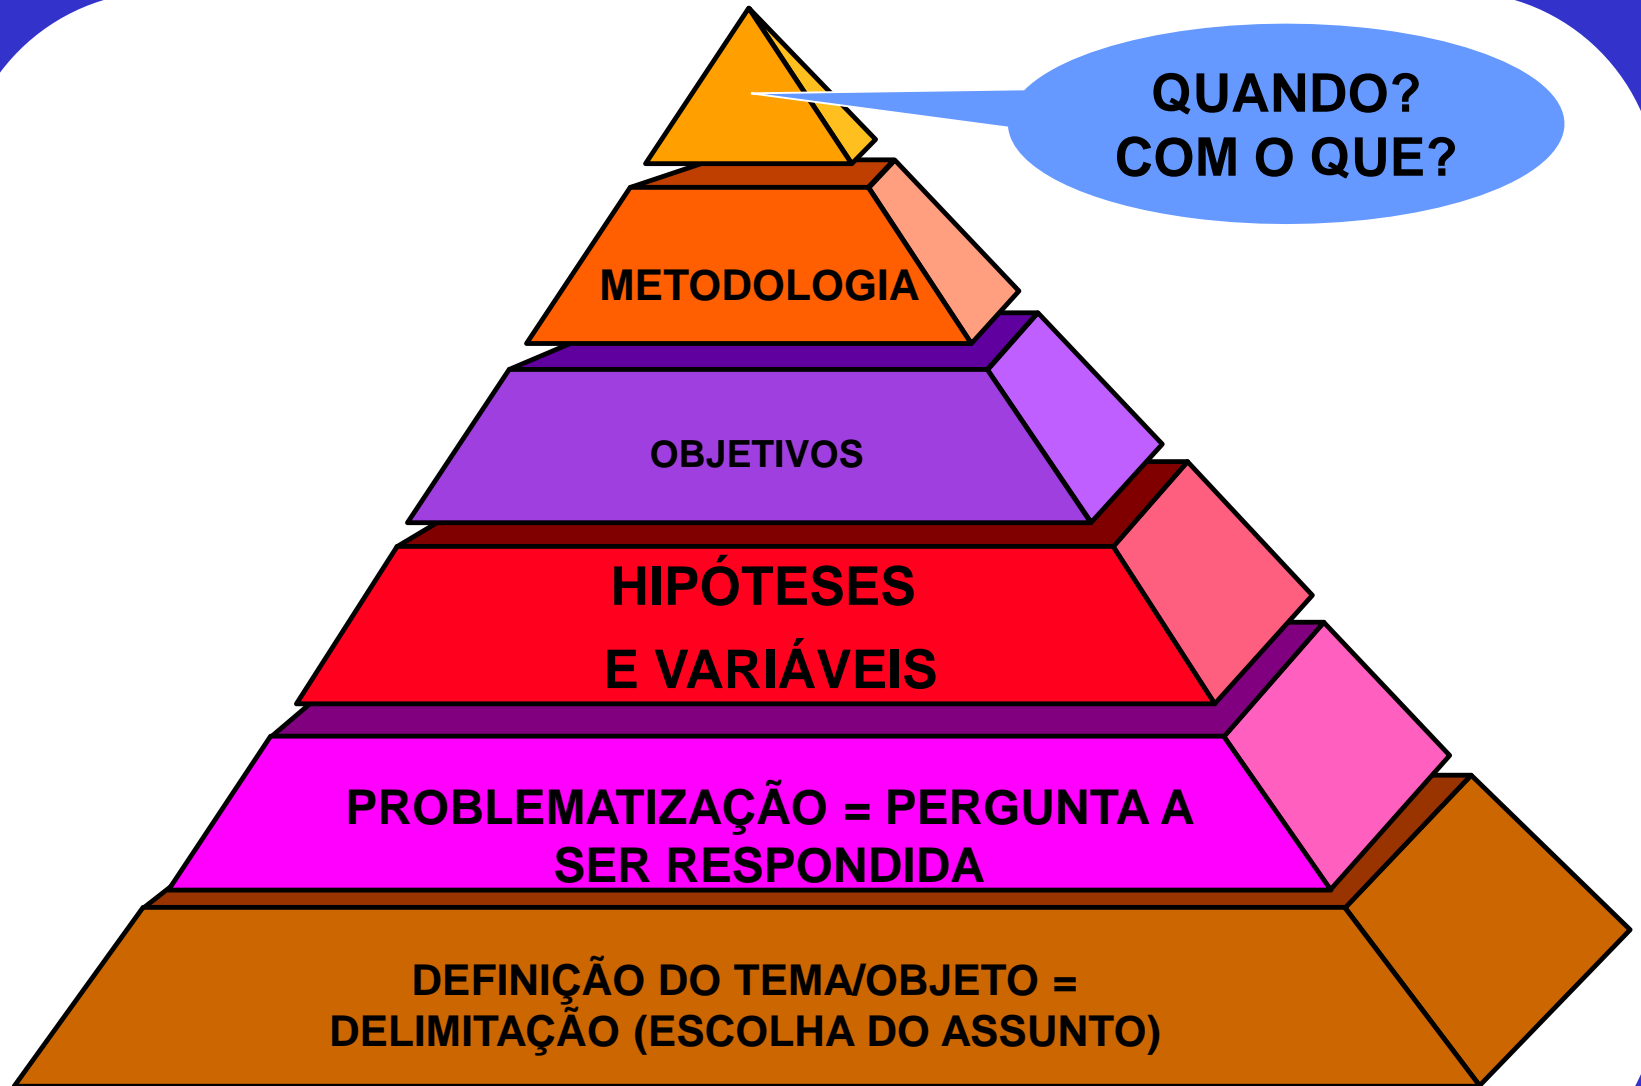 QUANDO?
COM O QUE?
METODOLOGIA
OBJETIVOS
HIPÓTESES
E VARIÁVEIS
PROBLEMATIZAÇÃO = PERGUNTA A
SER RESPONDIDA
DEFINIÇÃO DO TEMA/OBJETO =
DELIMITAÇÃO (ESCOLHA DO ASSUNTO)